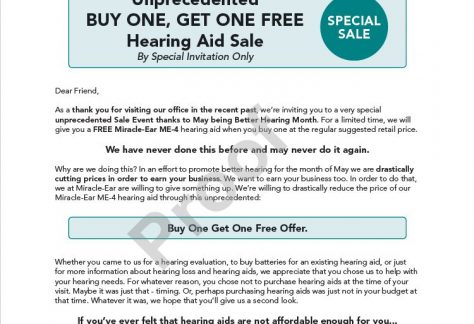 Unprecedented
BUY ONE, GET ONE FREE
Hearing Aid Sale
By Special Invitation Only
SPECIAL
SALE
Dear Friend,
As a thank you for visiting our office in the recent past, we're inviting you to a very special
unprecedented Sale Event thanks to May being Better Hearing Month. For a limited time, we will
give you a FREE Miracle-Ear ME-4 hearing aid when you buy one at the regular suggested retail price.
We have never done this before and may never do it again.
Why are we doing this? In an effort to promote better hearing for the month of May we are drastically
cutting prices in order to earn your business. We want to earn your business too. In order to do that,
we at Miracle-Ear are willing to give something up. We're willing to drastically reduce the price of our
Miracle-Ear ME-4 hearing aid through this unprecedented:
Buy One Get One Free Offer.
Whether you came to us for a hearing evaluation, to buy batteries for an existing hearing aid, or just
for more information about hearing loss and hearing aids, we appreciate that you chose us to help with
your hearing needs. For whatever reason, you chose not to purchase hearing aids at the time of your
visit. Maybe it was just that - timing. Or, perhaps purchasing hearing aids was just not in your budget at
that time. Whatever it was, we hope that you'll give us a second look.
If you've ever felt that hearing aids are not affordable enough for you...
Proof